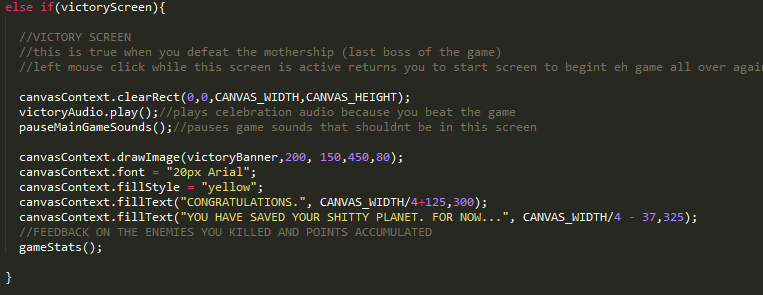 else if(victoryScreen){
//VICTORY SCREEN
//this is true when you defeat the mothership (last boss of the game)
//left mouse click while this screen is active returns you to start screen to begint eh game all over again
canvasContext.clearRect(0,0,CANVAS_WIDTH,CANVAS_HEIGHT);
victoryAudio.play();//plays celebration audio because you beat the game
pauseMainGameSounds();//pauses game sounds that shouldnt be in this screen
canvasContext.drawImage(victoryBanner,200, 150,450,80);
canvasContext.font = "20px Arial";
canvasContext.fillStyle = "yellow";
canvasContext.fillText("CONGRATULATIONS.", CANVAS_WIDTH/4+125,300);
canvasContext.fillText("YOU HAVE SAVED YOUR SHITTY PLANET. FOR NOW...", CANVAS_WIDTH/4 - 37,325);
//FEEDBACK ON THE ENEMIES YOU KILLED AND POINTS ACCUMULATED
gameStats();
}